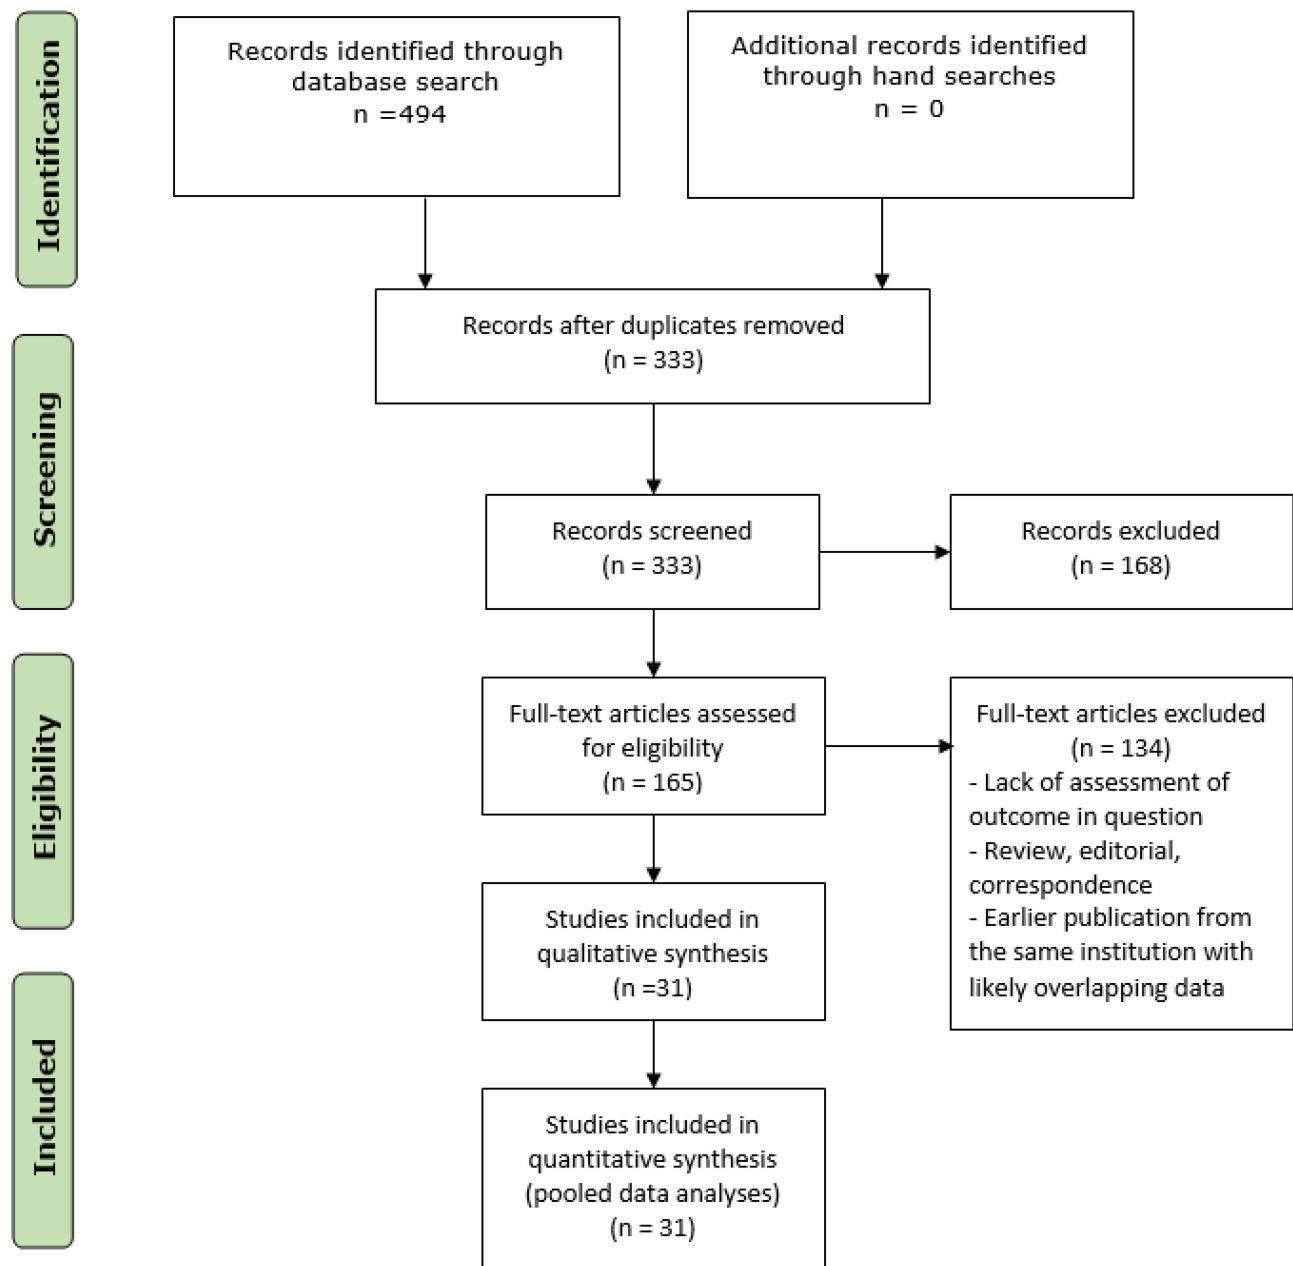 Identification
Records identified through
database search
n =494
Additional records identified
through hand searches
n = 0
Records after duplicates removed
(n = 333)
Screening
Records screened
(n = 333)
Records excluded
(n = 168)
Eligibility
Full-text articles assessed
for eligibility
(n = 165)
Full-text articles excluded
(n = 134)
- Lack of assessment of
outcome in question
- Review, editorial,
correspondence
- Earlier publication from
the same institution with
likely overlapping data
Studies included in
qualitative synthesis
(n =31)
Included
Studies included in
quantitative synthesis
(pooled data analyses)
(n = 31)